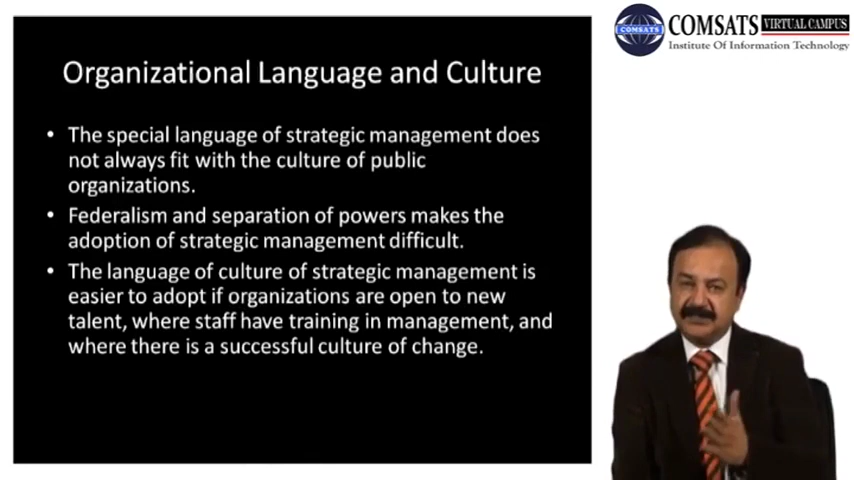 COMSATS VIRTUAL CAMPUS
COMSATS
Institute Of Information Technology
Organizational Language and Culture
• The special language of strategic management does
not always fit with the culture of public
organizations.
• Federalism and separation of powers makes the
adoption of strategic management difficult.
• The language of culture of strategic management is
easier to adopt if organizations are open to new
talent, where staff have training in management, and
where there is a successful culture of change.